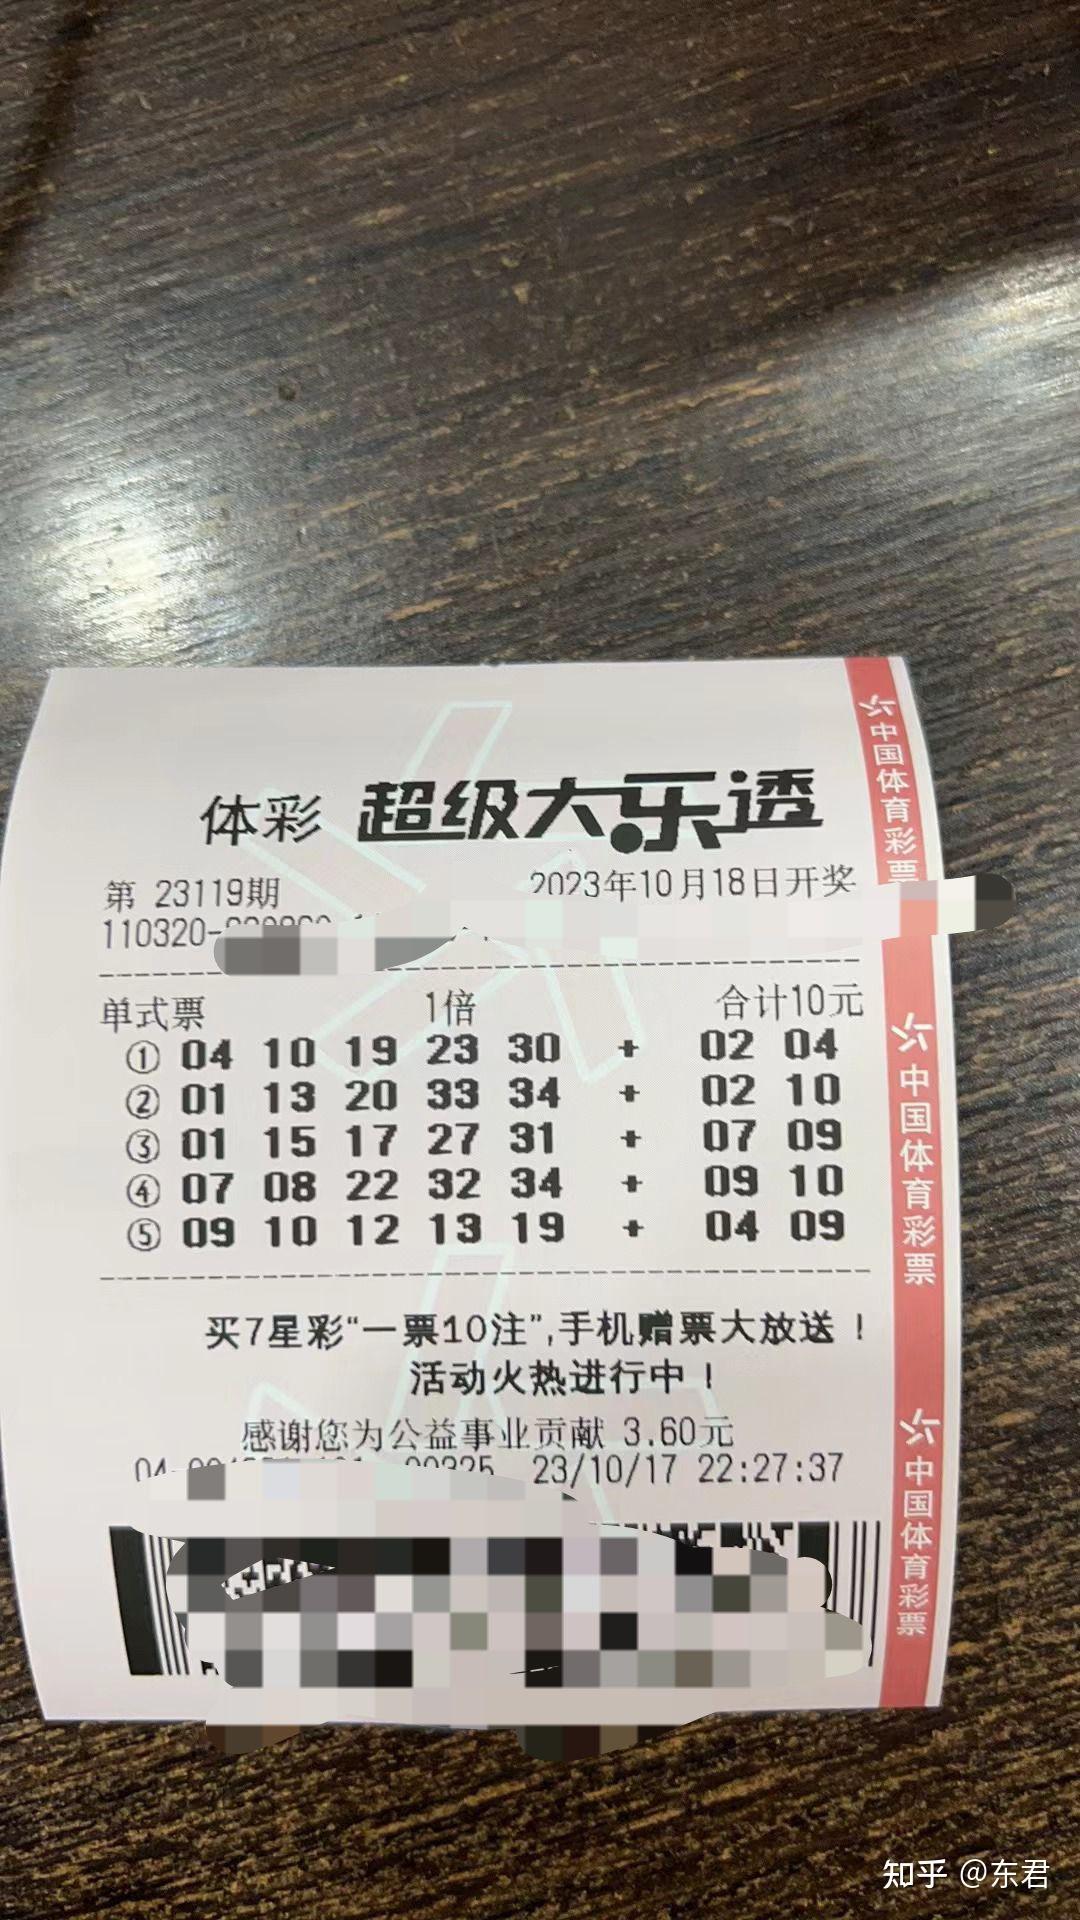 体彩 超级大乐透
第 23119期 2023年10月18日开奖
110320-
单式票 1倍 合计10元
① 04 10 19 23 30 + 02 04
② 01 13 20 33 34 + 02 10
③ 01 15 17 27 31 + 07 09
④ 07 08 22 32 34 + 09 10
⑤ 09 10 12 13 19 + 04 09
买7星彩“一票10注”,手机赠票大放送！
活动火热进行中！
感谢您为公益事业贡献 3.60元
23/10/17 22:27:37
中国体育彩票
中国体育彩票
中国体育彩票
知乎 @东君